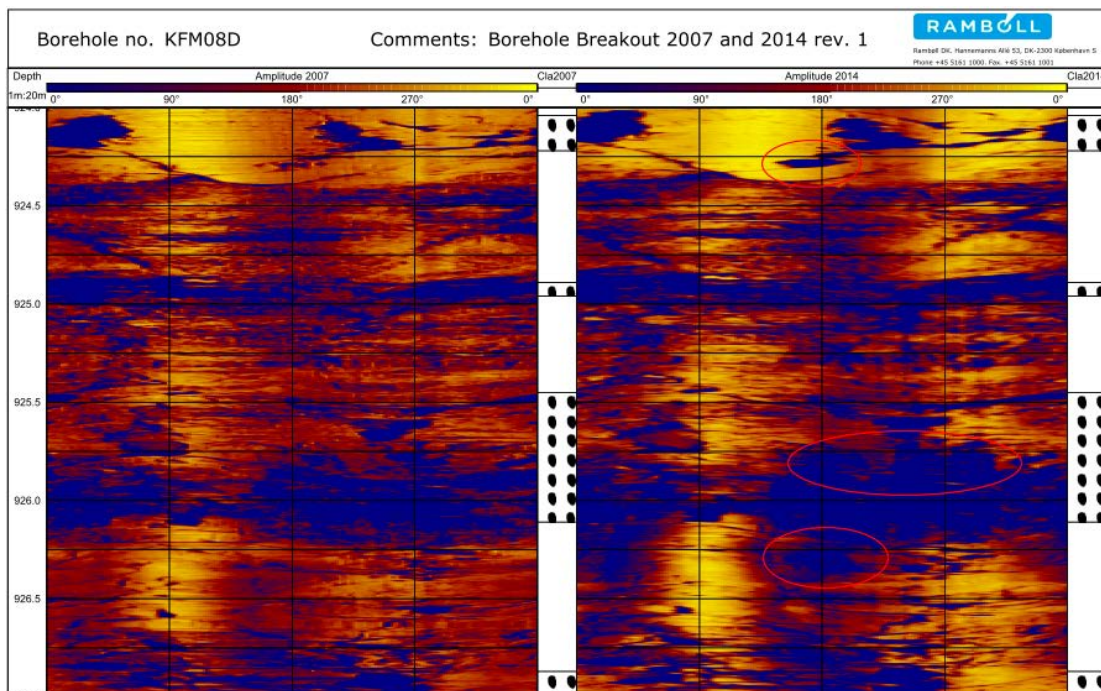 Borehole no. KFM08D
Comments: Borehole Breakout 2007 and 2014 rev. 1
RAMBOLL
Rambøll DK. Hannemanns Allé 53, DK-2300 København S
Phone +45 5161 1000. Fax. +45 5161 1001
Depth
Amplitude 2007
Cla2007
Amplitude 2014
Cla201
1m:20m
0° 90° 180° 270° 0°
0° 90° 180° 270° 0°
924.5
925.0
925.5
926.0
926.5